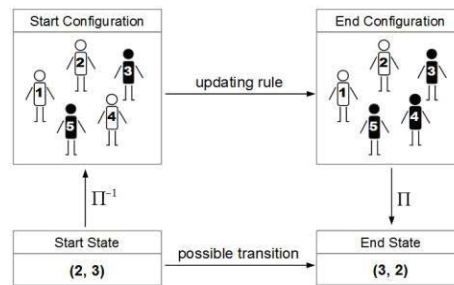 Start Configuration
End Configuration
2
3
1
5
4
updating rule
2
3
1
5
4
Π⁻¹
Π
Start State
End State
possible transition
(2, 3)
(3, 2)